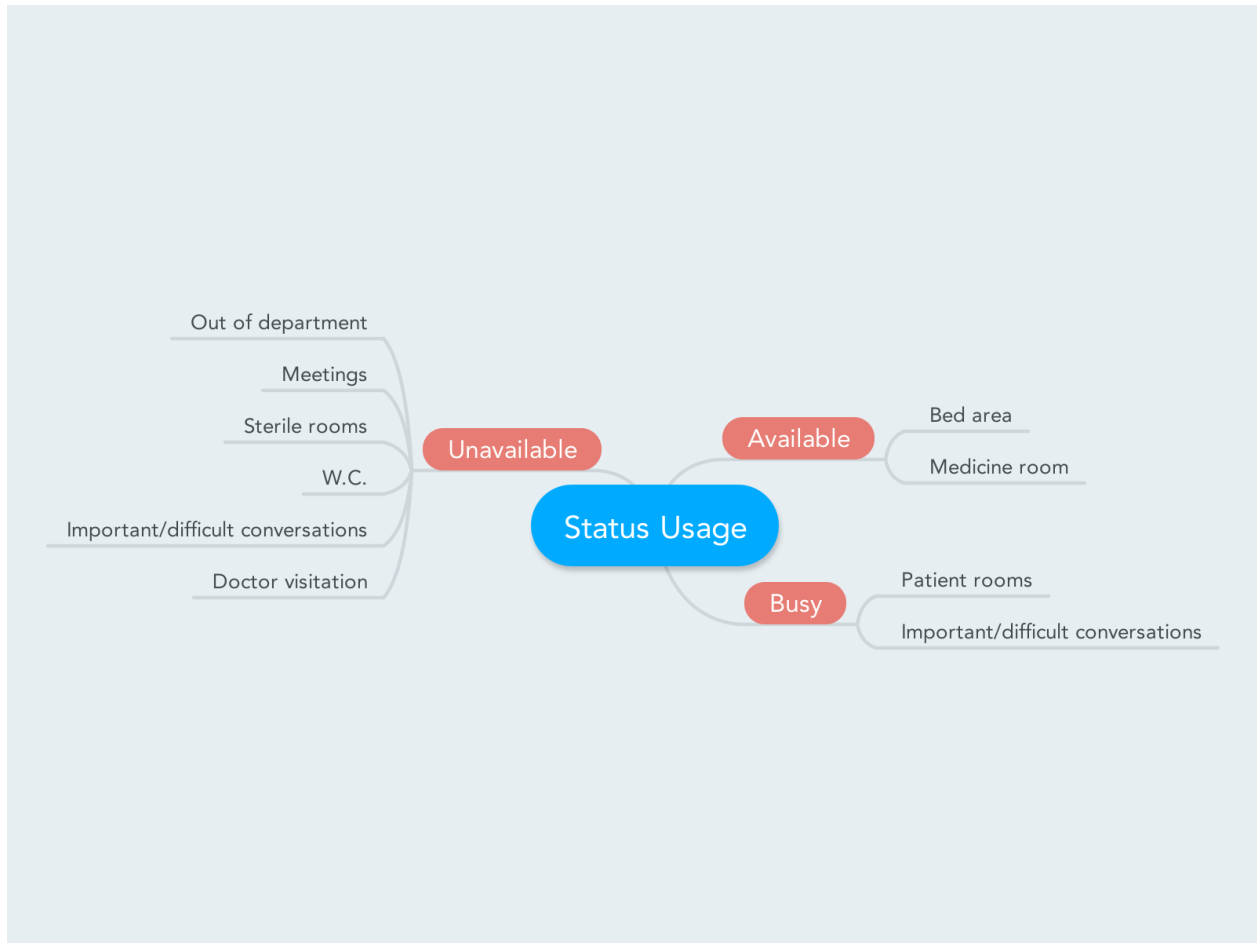 Status Usage
Unavailable
Out of department
Meetings
Sterile rooms
W.C.
Important/difficult conversations
Doctor visitation
Available
Bed area
Medicine room
Busy
Patient rooms
Important/difficult conversations